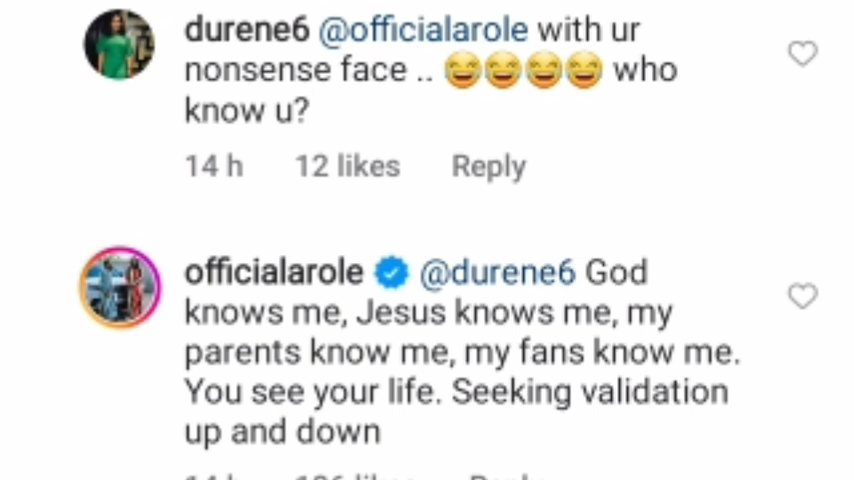 durene6 @officialarole with ur
nonsense face .. 😄😄😄😄 who
know u?
14 h 12 likes Reply
officialarole @durene6 God
knows me, Jesus knows me, my
parents know me, my fans know me.
You see your life. Seeking validation
up and down